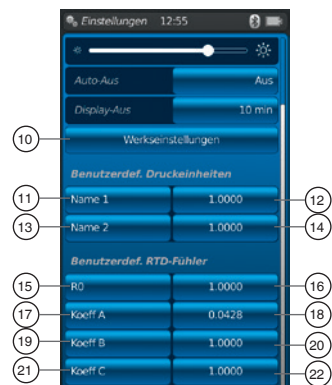 Einstellungen 12:55
Auto-Aus Aus
Display-Aus 10 min
10 Werkseinstellungen
Benutzerdef. Druckeinheiten
11 Name 1 1.0000 12
13 Name 2 1.0000 14
Benutzerdef. RTD-Fühler
15 R0 1.0000 16
17 Koeff A 0.0428 18
19 Koeff B 1.0000 20
21 Koeff C 1.0000 22